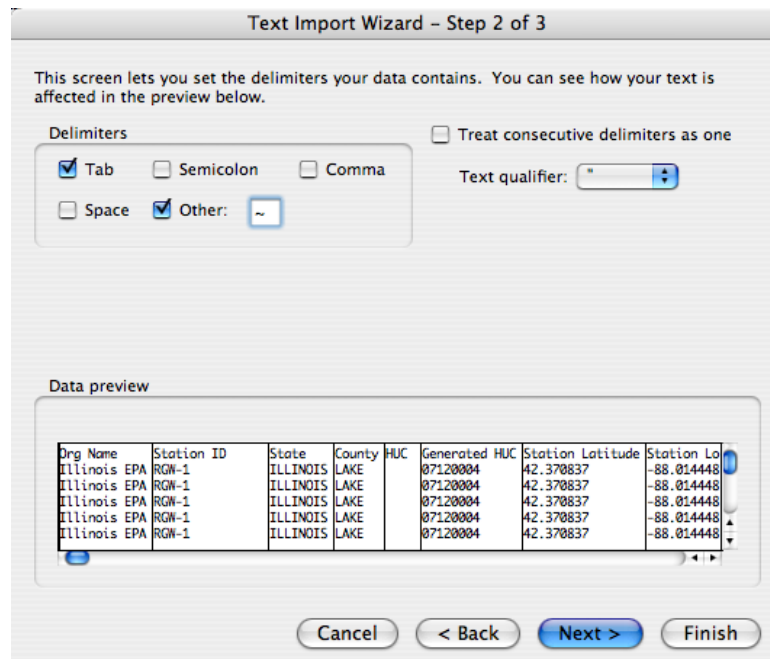 Text Import Wizard – Step 2 of 3
This screen lets you set the delimiters your data contains.  You can see how your text is
affected in the preview below.
Delimiters
Treat consecutive delimiters as one
Tab Semicolon Comma
Text qualifier: "
Space Other: ~
Data preview
Org Name Station ID State County HUC Generated HUC Station Latitude Station Lo
Illinois EPA RGW-1 ILLINOIS LAKE 07120004 42.370837 -88.014448
Illinois EPA RGW-1 ILLINOIS LAKE 07120004 42.370837 -88.014448
Illinois EPA RGW-1 ILLINOIS LAKE 07120004 42.370837 -88.014448
Illinois EPA RGW-1 ILLINOIS LAKE 07120004 42.370837 -88.014448
Illinois EPA RGW-1 ILLINOIS LAKE 07120004 42.370837 -88.014448
Cancel < Back Next > Finish